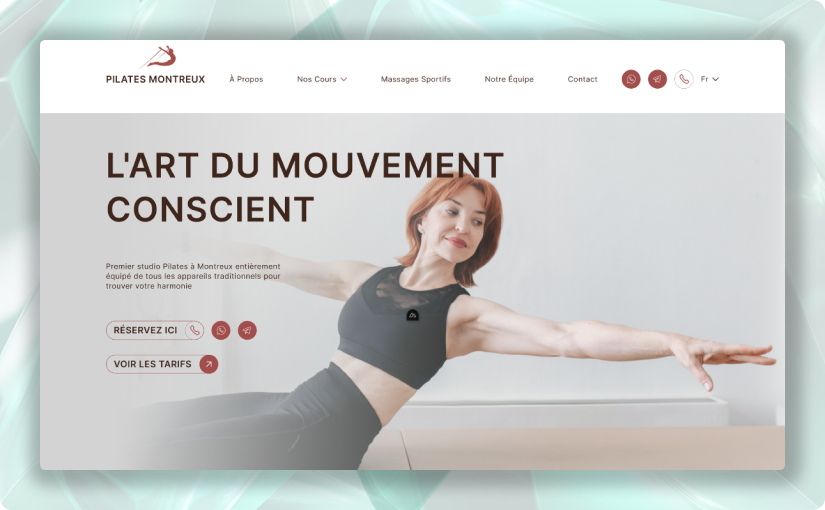 PILATES MONTREUX
À Propos
Nos Cours
Massages Sportifs
Notre Équipe
Contact
Fr
L'ART DU MOUVEMENT
CONSCIENT
Premier studio Pilates à Montreux entièrement
équipé de tous les appareils traditionnels pour
trouver votre harmonie
RÉSERVEZ ICI
VOIR LES TARIFS